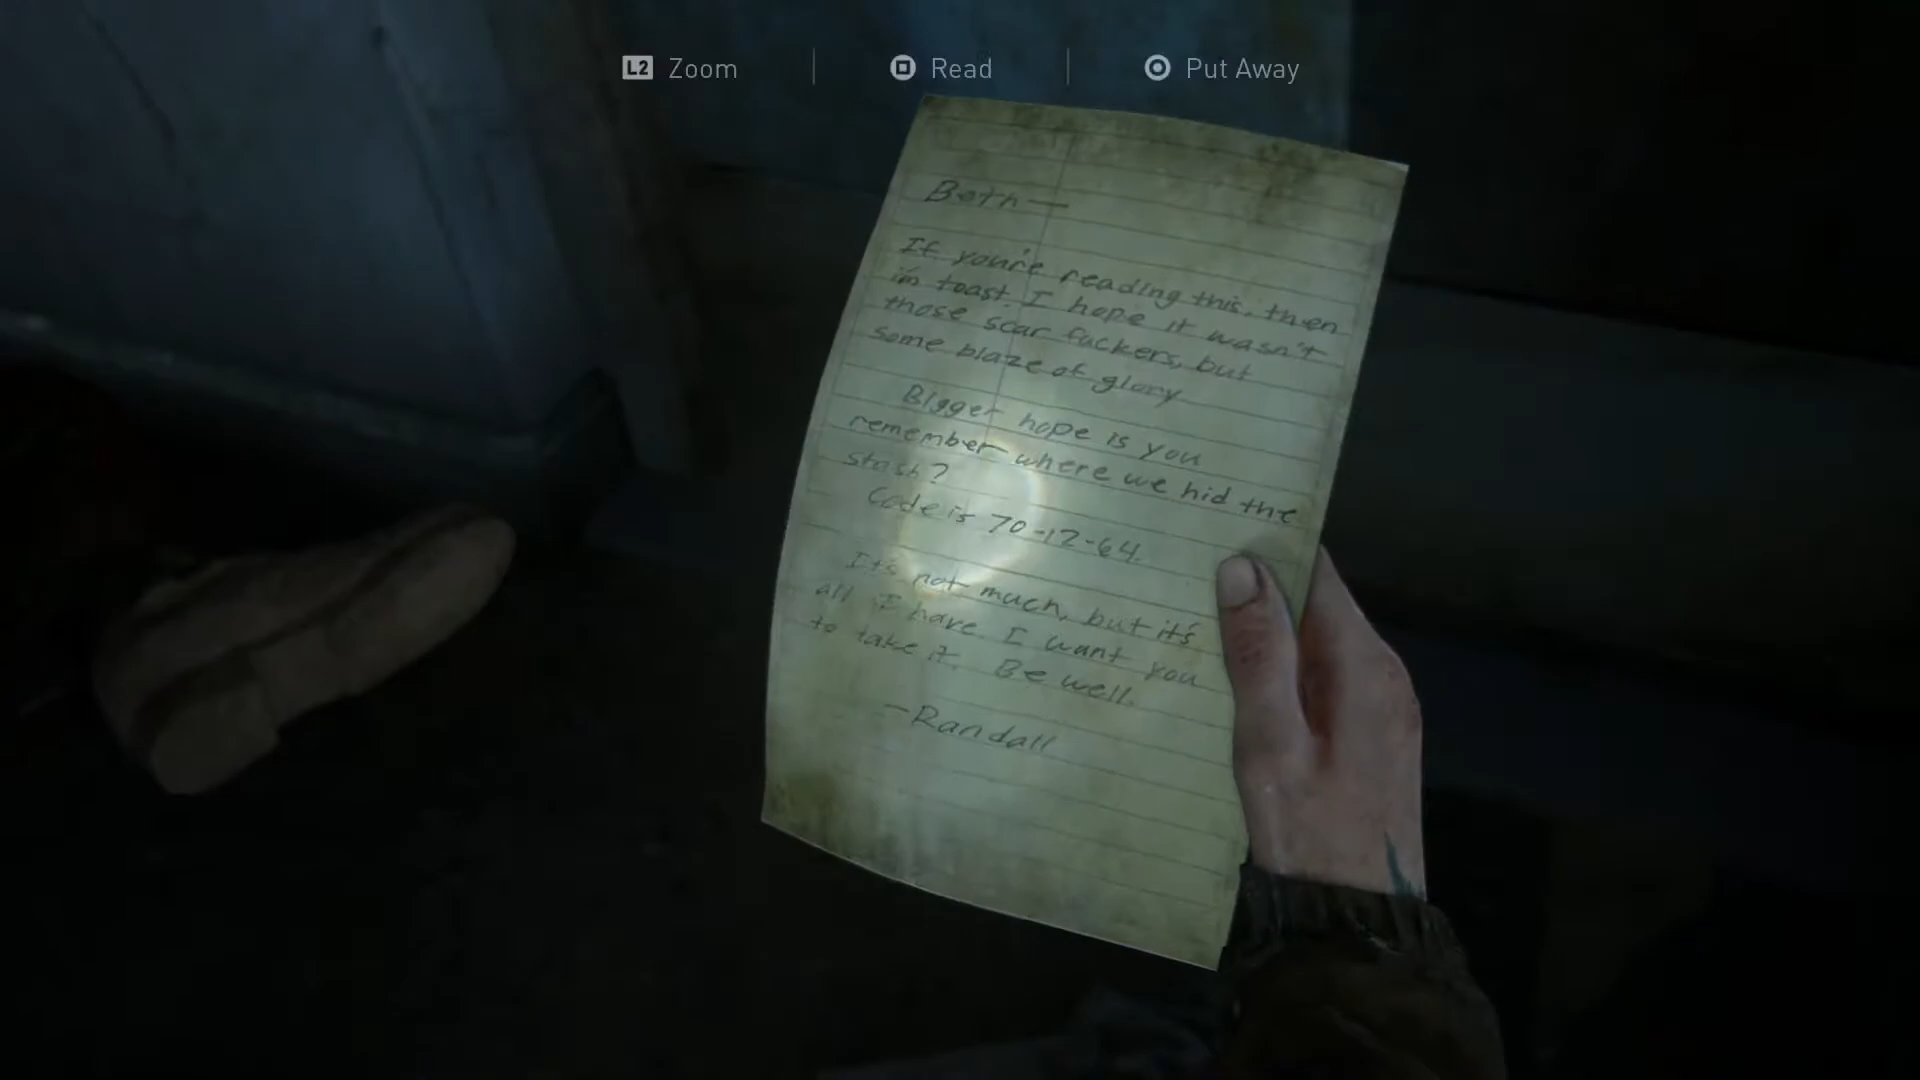 L2 Zoom | Read | Put Away
Beth—
If you're reading this, then
i'm toast. I hope it wasn't
those scar fuckers, but
some blaze of glory
Bigger hope is you
remember where we hid the
stash?
Code is 70-12-64.
It's not much, but it's
all I have. I want you
to take it. Be well.
—Randall